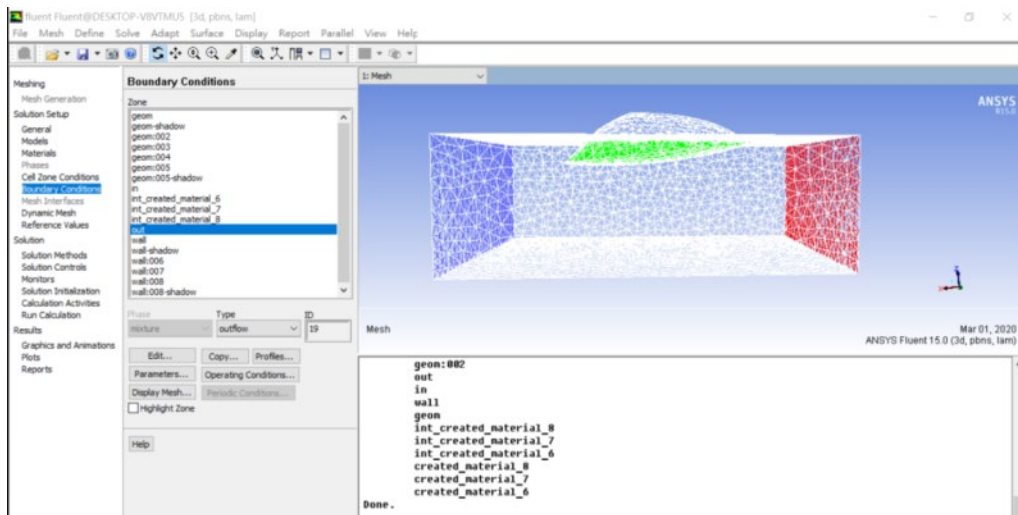 fluent Fluent@DESKTOP-V8VTMU5 [3d, pbns, lam]
File Mesh Define Solve Adapt Surface Display Report Parallel View Help
Meshing
Mesh Generation
Solution Setup
General
Models
Materials
Phases
Cell Zone Conditions
Boundary Conditions
Mesh Interfaces
Dynamic Mesh
Reference Values
Solution
Solution Methods
Solution Controls
Monitors
Solution Initialization
Calculation Activities
Run Calculation
Results
Graphics and Animations
Plots
Reports
Boundary Conditions
Zone
geom
geom-shadow
geom:002
geom:003
geom:004
geom:005
geom:005-shadow
in
int_created_material_6
int_created_material_7
int_created_material_8
out
wall
wall-shadow
wall:006
wall:007
wall:008
wall:008-shadow
Phase Type ID
mixture outflow 19
Edit... Copy... Profiles...
Parameters... Operating Conditions...
Display Mesh... Periodic Conditions...
Highlight Zone
Help
1: Mesh
ANSYS
R15.0
Mesh
Mar 01, 2020
ANSYS Fluent 15.0 (3d, pbns, lam)
geom:002
out
in
wall
geom
int_created_material_8
int_created_material_7
int_created_material_6
created_material_8
created_material_7
created_material_6
Done.